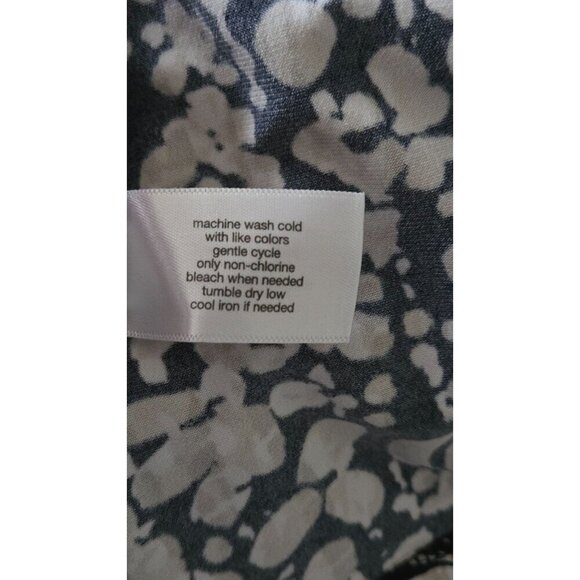 machine wash cold
with like colors
gentle cycle
only non-chlorine
bleach when needed
tumble dry low
cool iron if needed